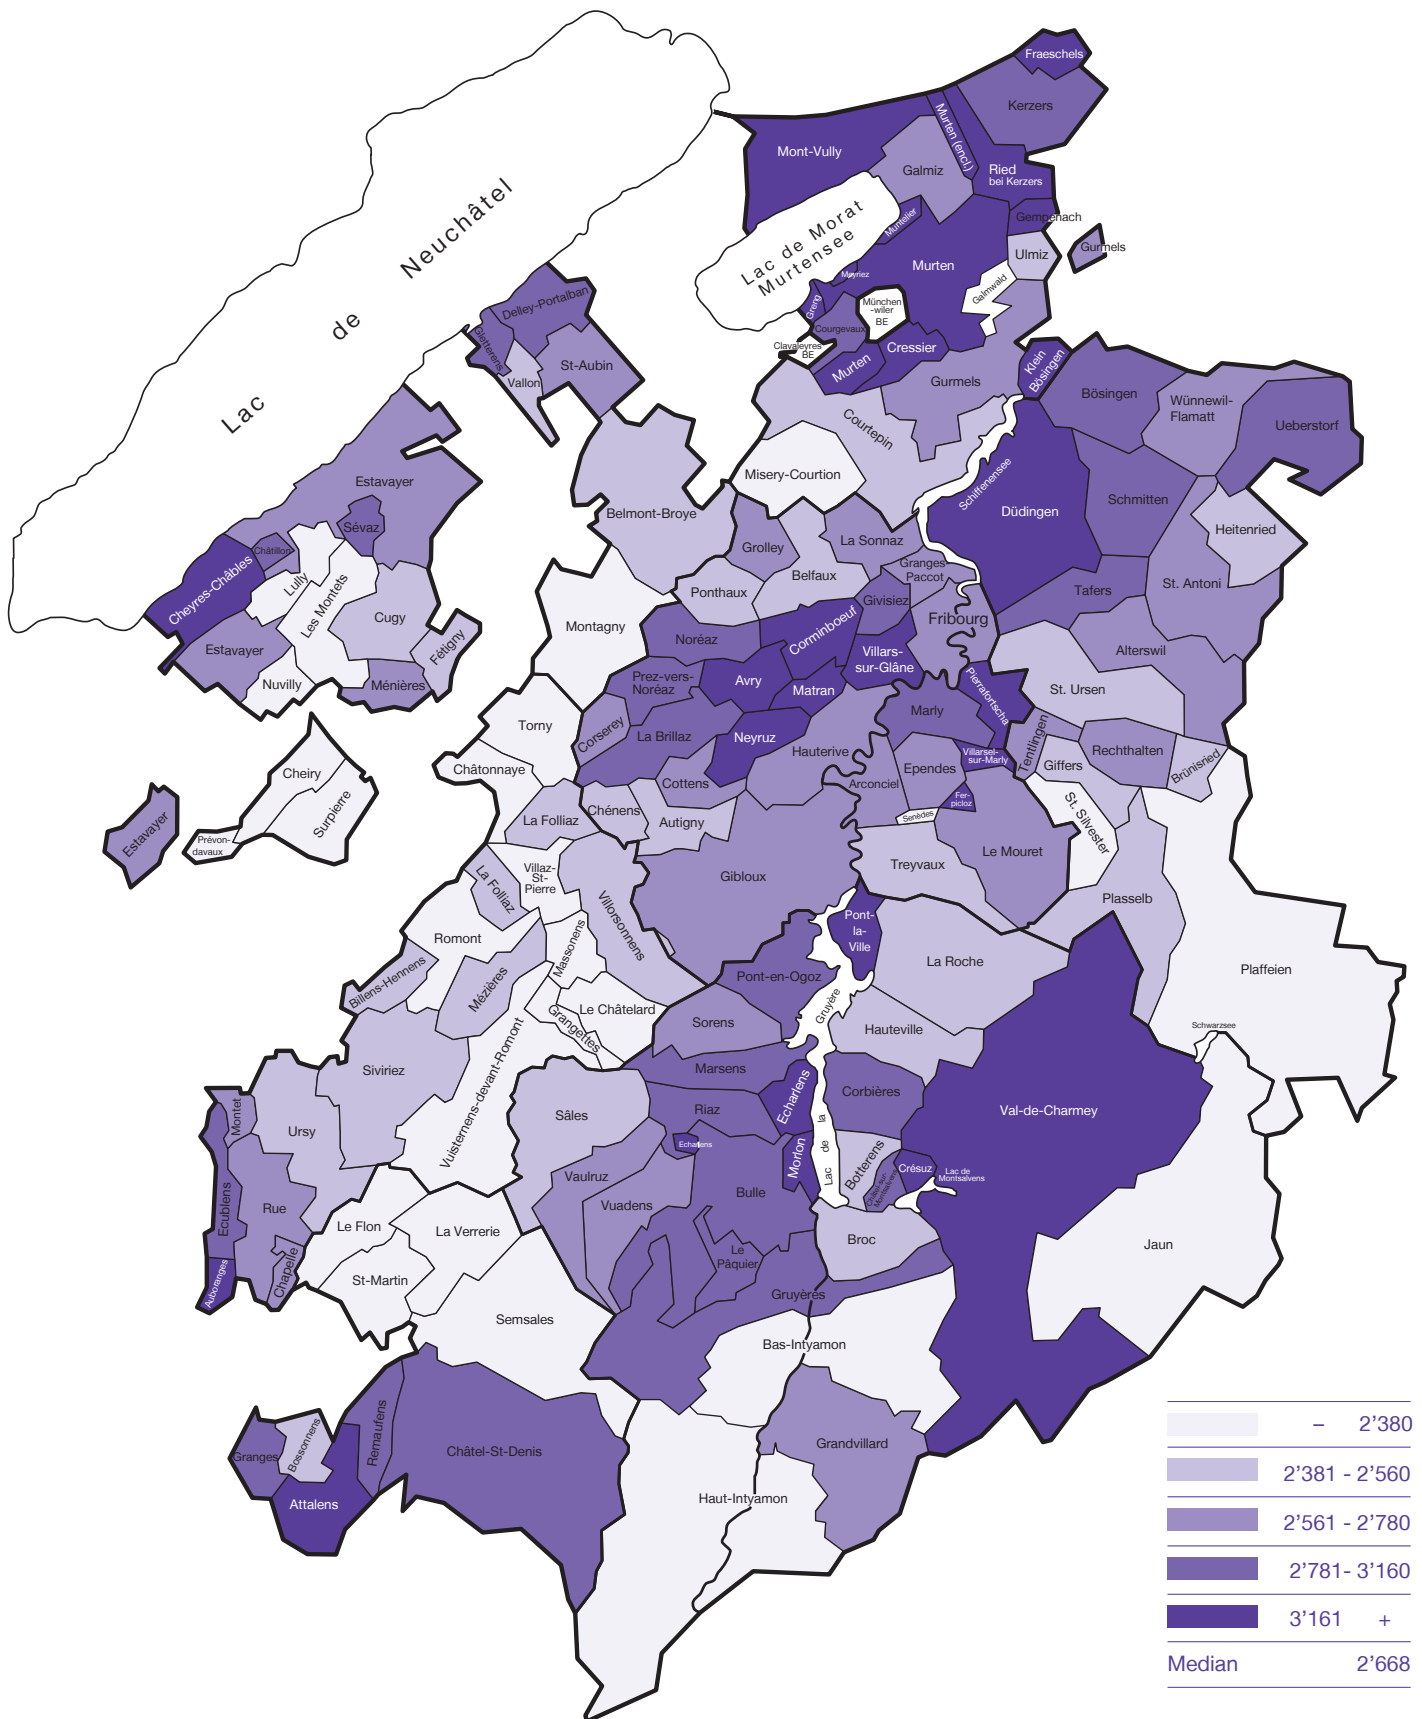 Fraeschels
Kerzers
Murten (encl.)
Mont-Vully
Galmiz
Ried
bei Kerzers
Lac de Neuchâtel
Lac de Morat
Murtensee
Muntelier
Gempenach
Gurmels
Ulmiz
Murten
Meyriez
Galmwald
Greng
München
-wiler
BE
Courgevaux
Clavaleyres
BE
Cressier
Murten
Delley-Portalban
Gletterens
St-Aubin
Vallon
Klein
Bösingen
Gurmels
Bösingen
Wünnewil-
Flamatt
Ueberstorf
Courtepin
Misery-Courtion
Schiffenensee
Estavayer
Sévaz
Belmont-Broye
Düdingen
Schmitten
Heitenried
Châtillon
Lully
Les Montets
Cheyres-Châbles
Grolley
La Sonnaz
Belfaux
Granges-
Paccot
Ponthaux
Givisiez
Tafers
St. Antoni
Cugy
Fétigny
Montagny
Noréaz
Corminboeuf
Fribourg
Villars-
sur-Glâne
Alterswil
Estavayer
Nuvilly
Ménières
Prez-vers-
Noréaz
Avry
Matran
Pierrafortscha
St. Ursen
Torny
Corserey
La Brillaz
Neyruz
Hauterive
Marly
Villarsel-
sur-Marly
Tentlingen
Giffers
Rechthalten
Brünisried
Cheiry
Surpierre
Châtonnaye
Cottens
Arconciel
Ependes
Fer-
picloz
St. Silvester
Estavayer
Prévon-
davaux
La Folliaz
Chénens
Autigny
Senèdes
Villaz-
St-
Pierre
La Folliaz
Gibloux
Treyvaux
Le Mouret
Villorsonnens
Plasselb
Romont
Massonens
Pont-
la-
Ville
La Roche
Plaffeien
Billens-Hennens
Mézières
Pont-en-Ogoz
Le Châtelard
Grangettes
Sorens
Gruyère
Hauteville
Schwarzsee
Siviriez
Vuisternens-devant-Romont
Marsens
Echarlens
Corbières
Val-de-Charmey
Montet
Ursy
Sâles
Riaz
Lac de la
Echarlens
Morlon
Botterens
Châtel-sur-
Montsalvens
Crésuz
Lac de
Montsalvens
Vaulruz
Vuadens
Bulle
Ecublens
Rue
Le Flon
La Verrerie
Broc
Jaun
Chapelle
St-Martin
Le
Pâquier
Auboranges
Gruyères
Semsales
Bas-Intyamon
Remaufens
Bossonnens
Granges
Châtel-St-Denis
Grandvillard
Attalens
Haut-Intyamon
– 2’380
2’381 - 2’560
2’561 - 2’780
2’781 - 3’160
3’161 +
Median 2’668